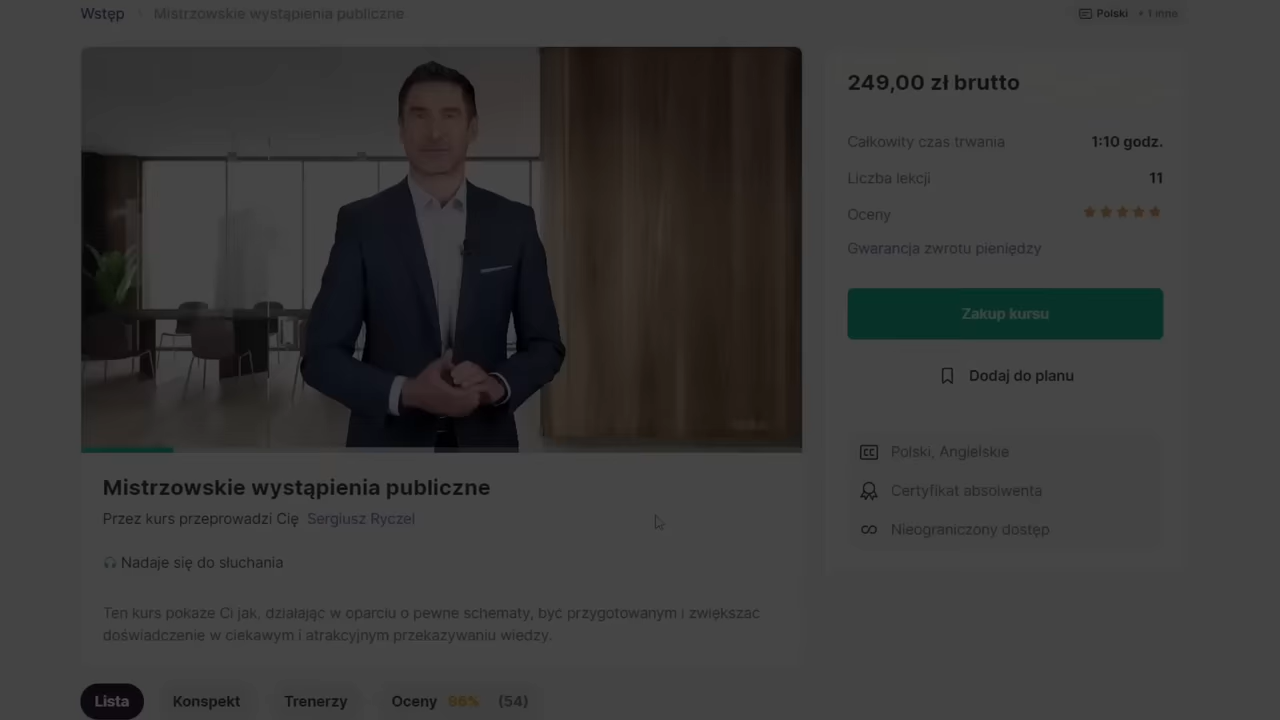 Wstęp
Mistrzowskie wystąpienia publiczne
Polski
+ 1 inne
249,00 zł brutto
Całkowity czas trwania
1:10 godz.
Liczba lekcji
11
Oceny
Gwarancja zwrotu pieniędzy
Zakup kursu
Dodaj do planu
CC Polski, Angielskie
Certyfikat absolwenta
Nieograniczony dostęp
Mistrzowskie wystąpienia publiczne
Przez kurs przeprowadzi Cię Sergiusz Ryczel
Nadaje się do słuchania
Ten kurs pokaże Ci jak, działając w oparciu o pewne schematy, być przygotowanym i zwiększać
doświadczenie w ciekawym i atrakcyjnym przekazywaniu wiedzy.
Lista
Konspekt
Trenerzy
Oceny 96% (54)